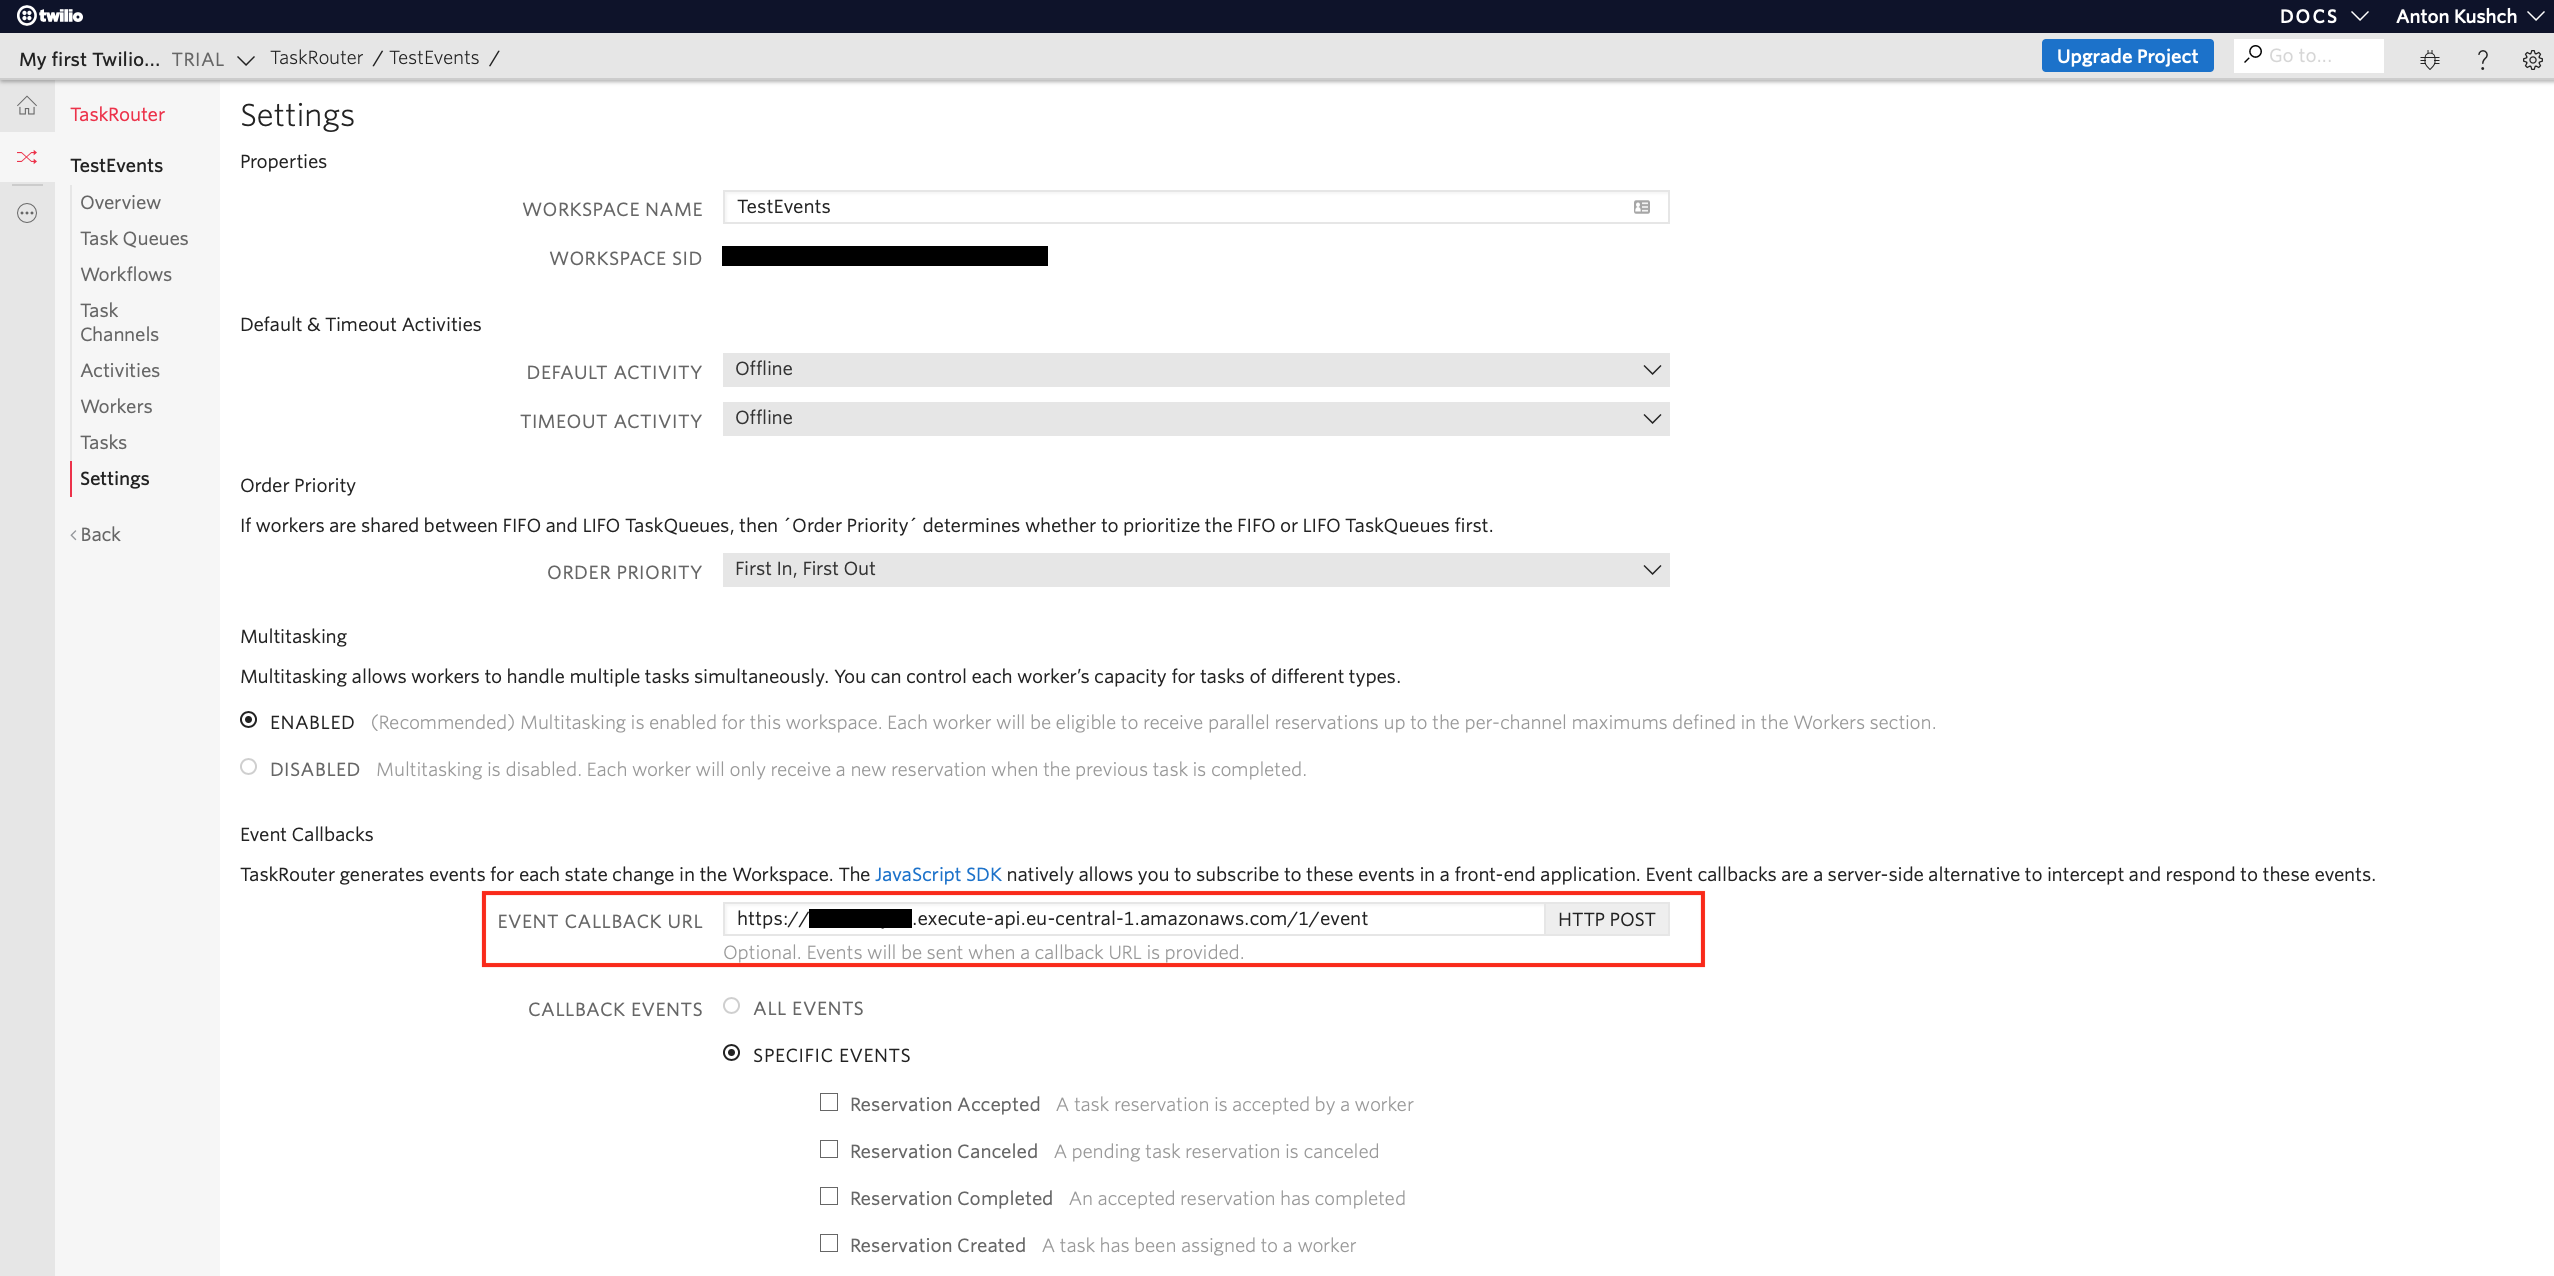 twilio
DOCS
Anton Kushch
My first Twilio... TRIAL
TaskRouter / TestEvents /
Upgrade Project
Go to...
?
TaskRouter
TestEvents
Overview
Task Queues
Workflows
Task
Channels
Activities
Workers
Tasks
Settings
< Back
Settings
Properties
WORKSPACE NAME TestEvents
WORKSPACE SID
Default & Timeout Activities
DEFAULT ACTIVITY Offline
TIMEOUT ACTIVITY Offline
Order Priority
If workers are shared between FIFO and LIFO TaskQueues, then ´Order Priority´ determines whether to prioritize the FIFO or LIFO TaskQueues first.
ORDER PRIORITY First In, First Out
Multitasking
Multitasking allows workers to handle multiple tasks simultaneously. You can control each worker’s capacity for tasks of different types.
ENABLED (Recommended) Multitasking is enabled for this workspace. Each worker will be eligible to receive parallel reservations up to the per-channel maximums defined in the Workers section.
DISABLED Multitasking is disabled. Each worker will only receive a new reservation when the previous task is completed.
Event Callbacks
TaskRouter generates events for each state change in the Workspace. The JavaScript SDK natively allows you to subscribe to these events in a front-end application. Event callbacks are a server-side alternative to intercept and respond to these events.
EVENT CALLBACK URL https:// .execute-api.eu-central-1.amazonaws.com/1/event HTTP POST
Optional. Events will be sent when a callback URL is provided.
CALLBACK EVENTS ALL EVENTS
SPECIFIC EVENTS
Reservation Accepted A task reservation is accepted by a worker
Reservation Canceled A pending task reservation is canceled
Reservation Completed An accepted reservation has completed
Reservation Created A task has been assigned to a worker